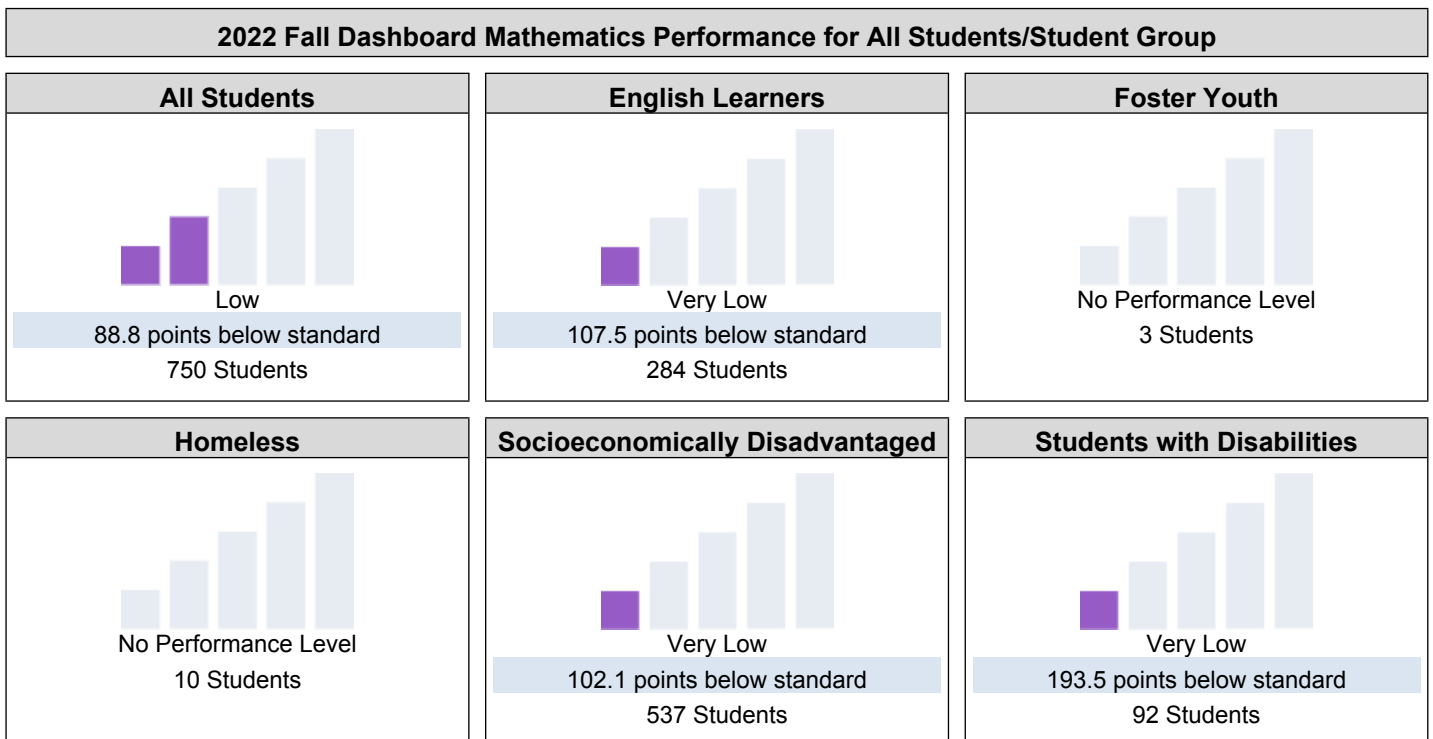 2022 Fall Dashboard Mathematics Performance for All Students/Student Group
All Students
Low
88.8 points below standard
750 Students
English Learners
Very Low
107.5 points below standard
284 Students
Foster Youth
No Performance Level
3 Students
Homeless
No Performance Level
10 Students
Socioeconomically Disadvantaged
Very Low
102.1 points below standard
537 Students
Students with Disabilities
Very Low
193.5 points below standard
92 Students